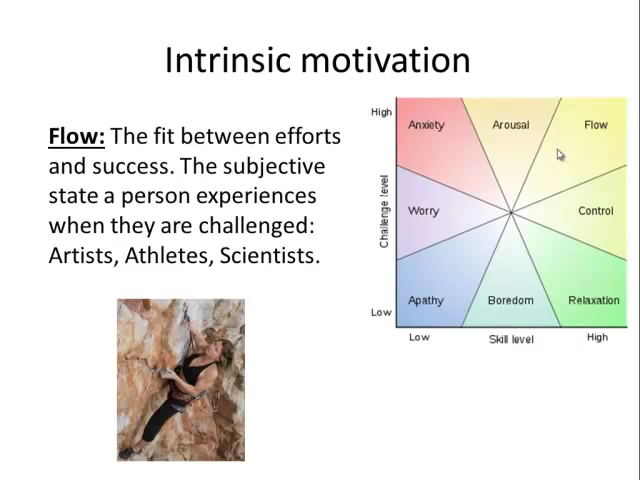 Intrinsic motivation
Flow: The fit between efforts
and success. The subjective
state a person experiences
when they are challenged:
Artists, Athletes, Scientists.
High
Anxiety
Arousal
Flow
Challenge level
Worry
Control
Apathy
Boredom
Relaxation
Low
Low
Skill level
High